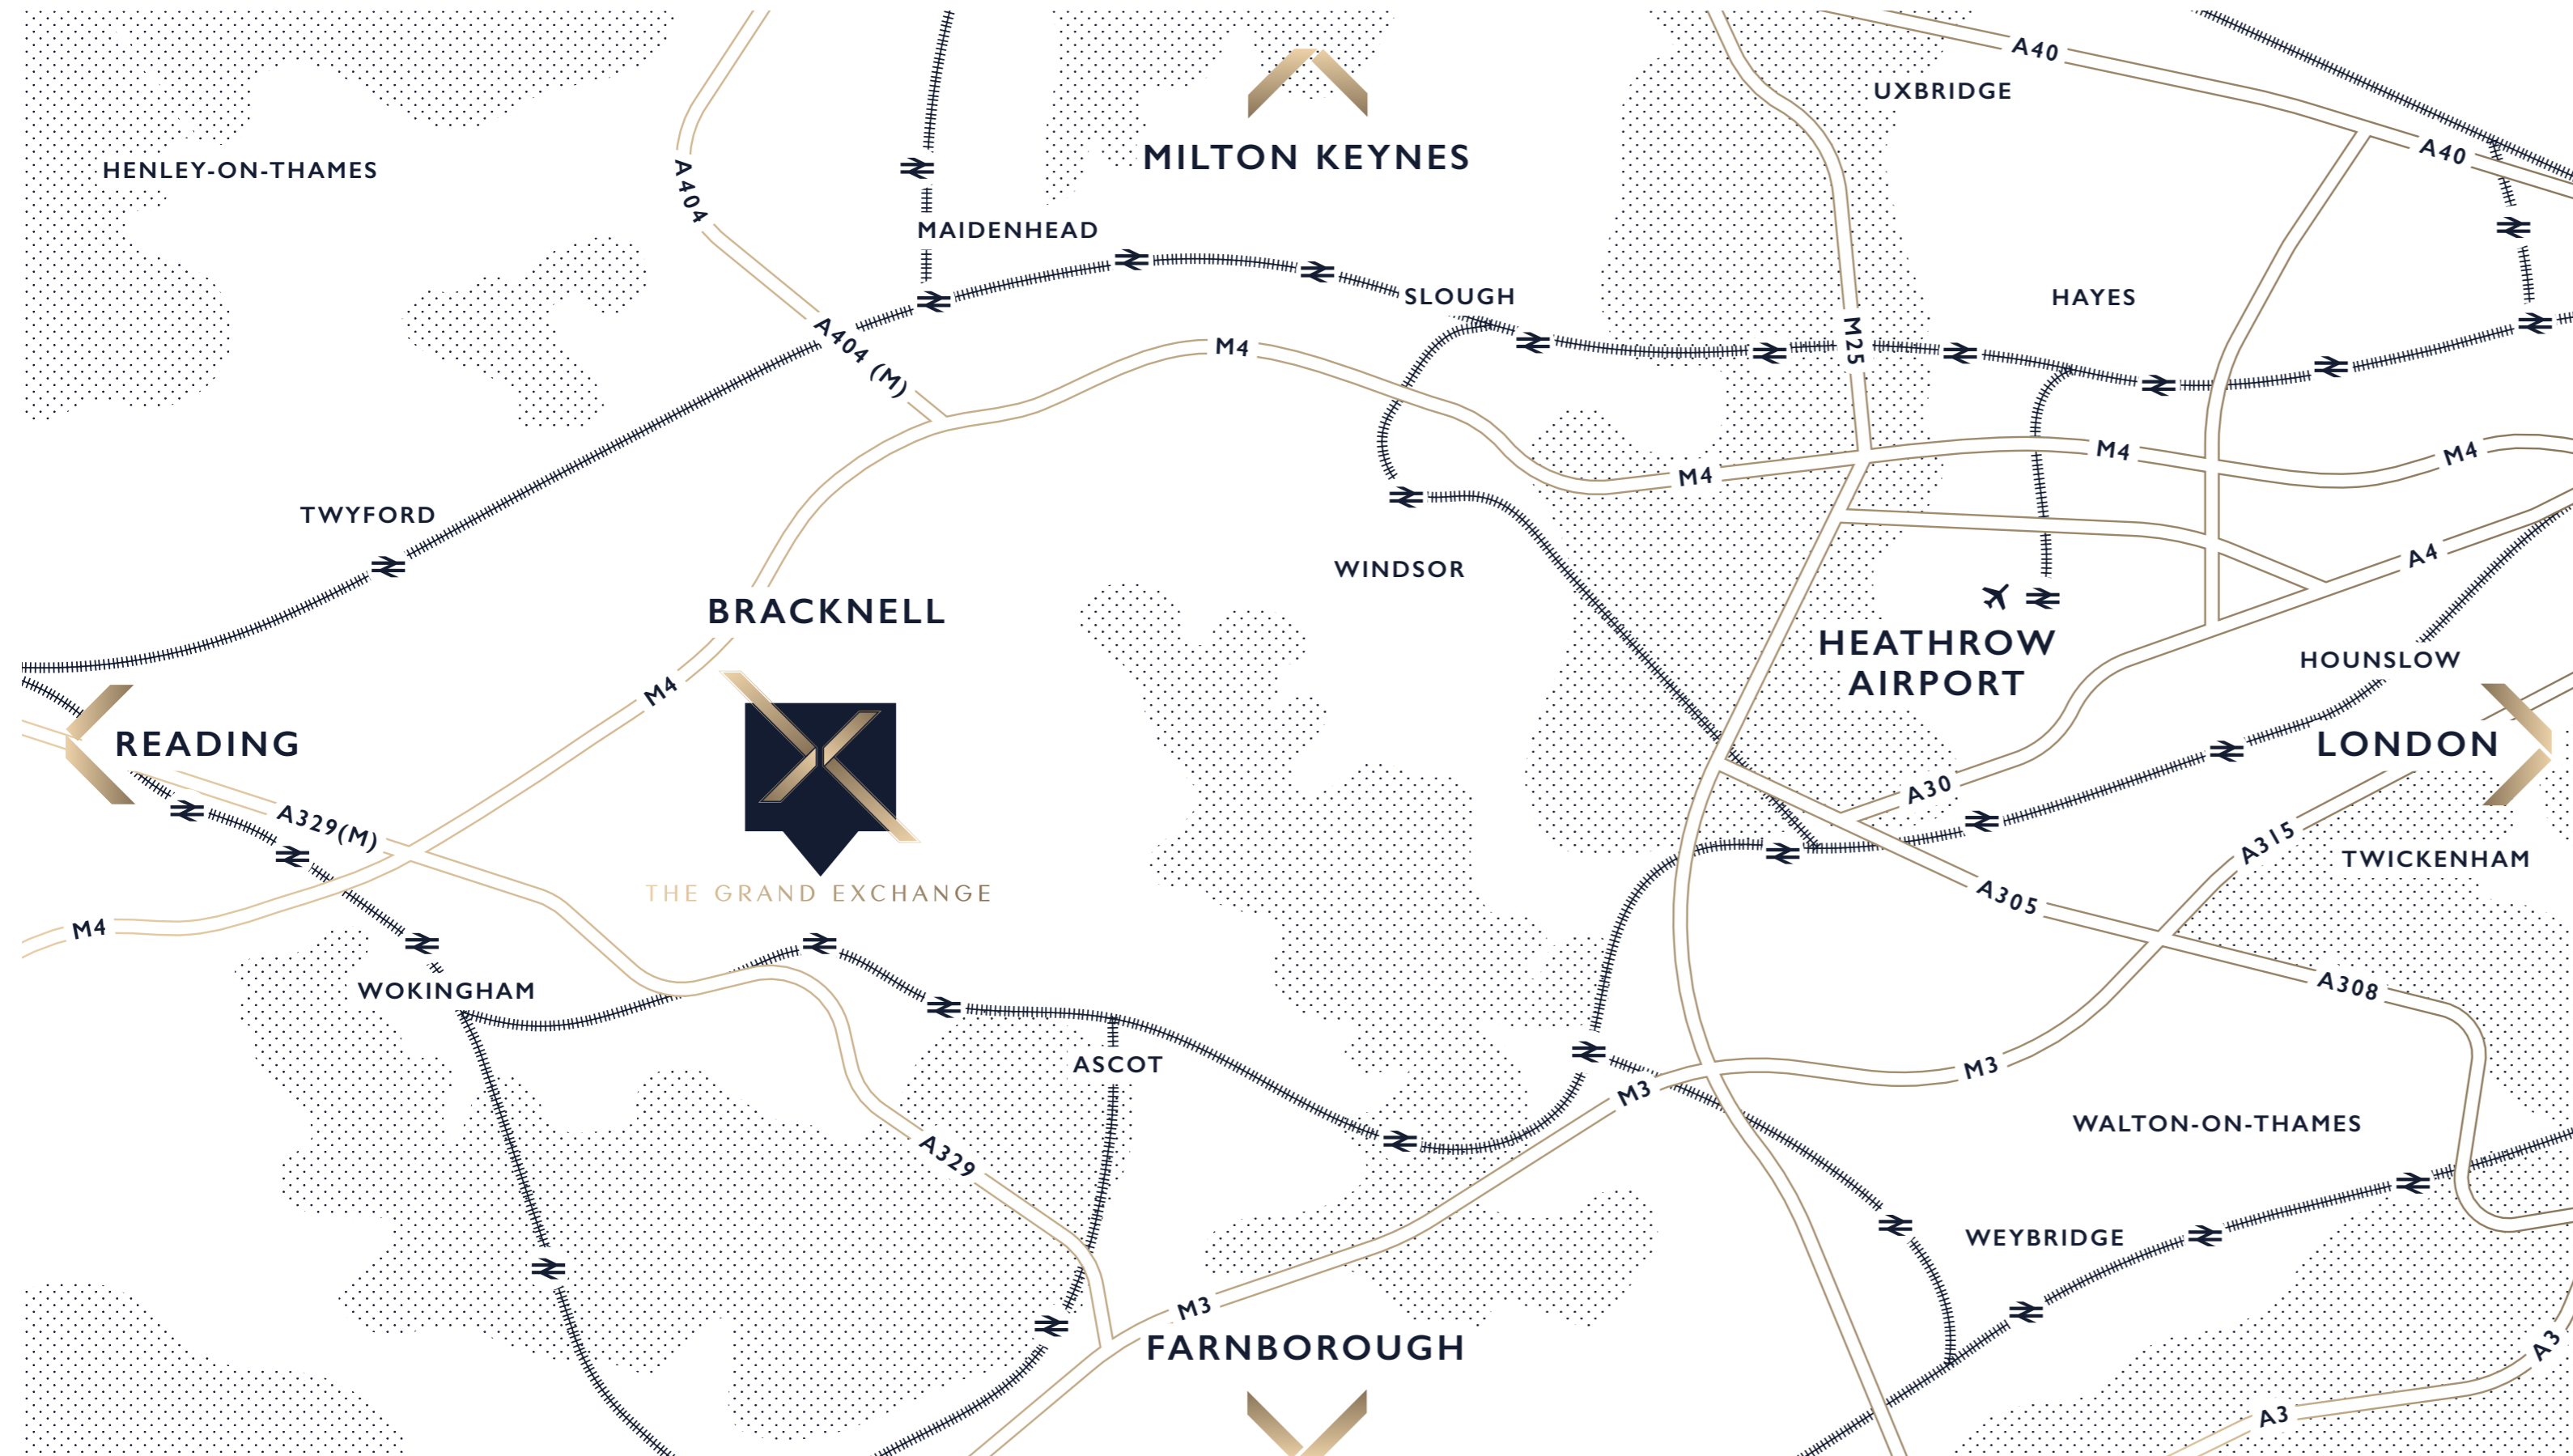 A40
UXBRIDGE
A40
MILTON KEYNES
HENLEY-ON-THAMES
A404
MAIDENHEAD
SLOUGH
HAYES
A404 (M)
M4
M25
M4
M4
M4
TWYFORD
A4
WINDSOR
BRACKNELL
HEATHROW
AIRPORT
HOUNSLOW
M4
READING
LONDON
A30
A329(M)
A315
TWICKENHAM
THE GRAND EXCHANGE
A305
M4
WOKINGHAM
A308
ASCOT
M3
M3
WALTON-ON-THAMES
A329
WEYBRIDGE
M3
FARNBOROUGH
A3
A3